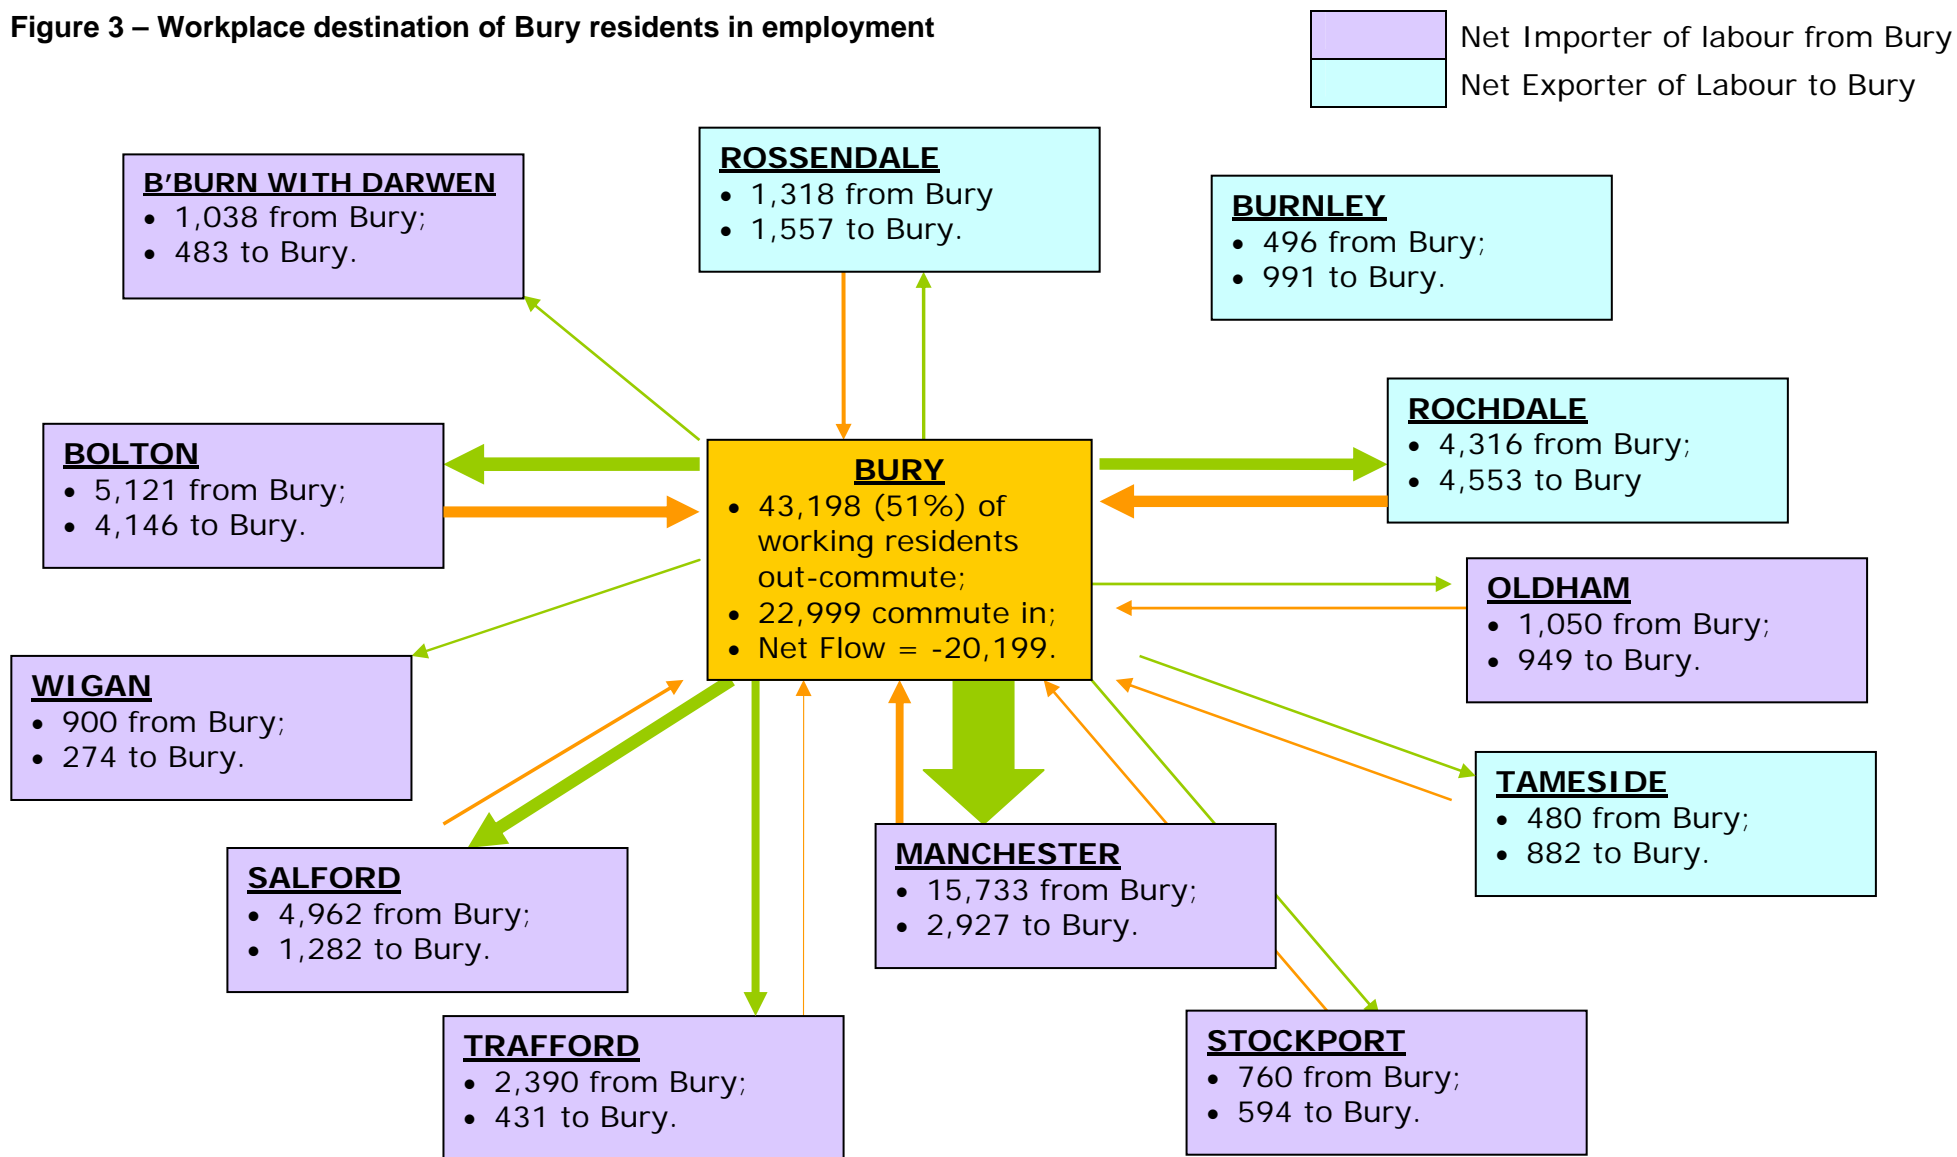 Figure 3 – Workplace destination of Bury residents in employment
Net Importer of labour from Bury
Net Exporter of Labour to Bury
B'BURN WITH DARWEN
• 1,038 from Bury;
• 483 to Bury.
ROSSENDALE
• 1,318 from Bury
• 1,557 to Bury.
BURNLEY
• 496 from Bury;
• 991 to Bury.
BOLTON
• 5,121 from Bury;
• 4,146 to Bury.
BURY
• 43,198 (51%) of
working residents
out-commute;
• 22,999 commute in;
• Net Flow = -20,199.
ROCHDALE
• 4,316 from Bury;
• 4,553 to Bury
OLDHAM
• 1,050 from Bury;
• 949 to Bury.
WIGAN
• 900 from Bury;
• 274 to Bury.
TAMESIDE
• 480 from Bury;
• 882 to Bury.
SALFORD
• 4,962 from Bury;
• 1,282 to Bury.
MANCHESTER
• 15,733 from Bury;
• 2,927 to Bury.
TRAFFORD
• 2,390 from Bury;
• 431 to Bury.
STOCKPORT
• 760 from Bury;
• 594 to Bury.